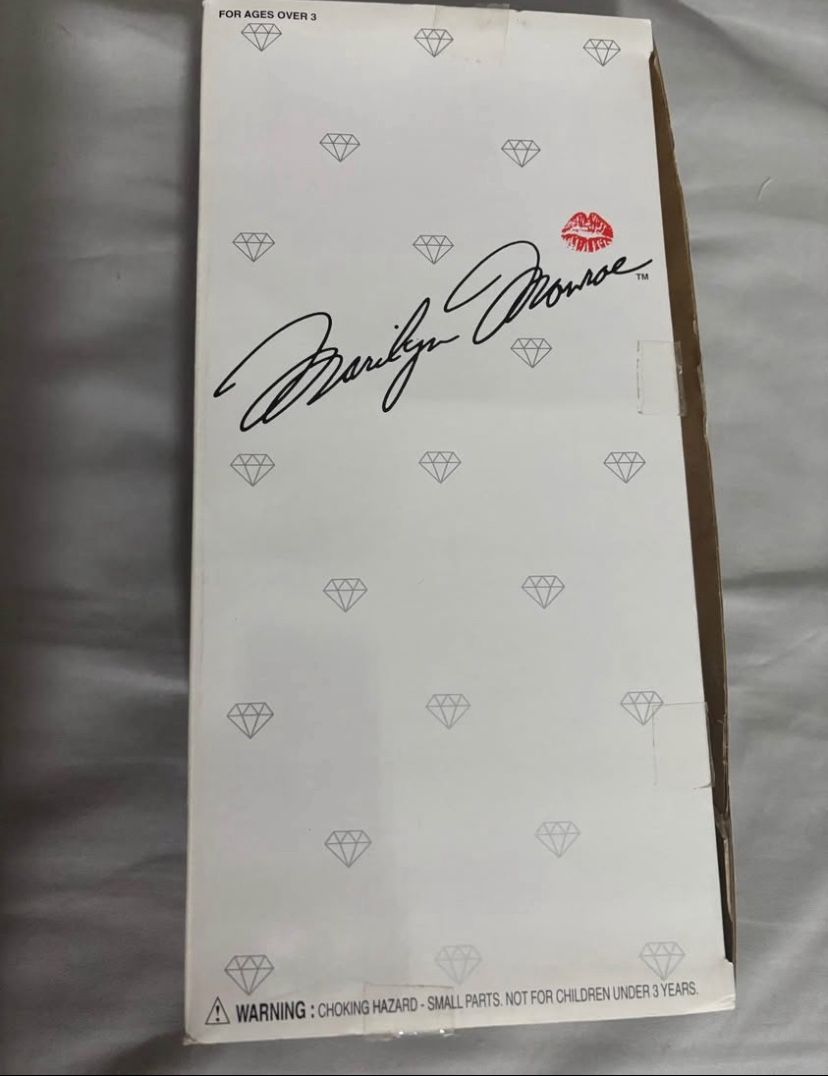 FOR AGES OVER 3
Marilyn Monroe™
WARNING : CHOKING HAZARD - SMALL PARTS. NOT FOR CHILDREN UNDER 3 YEARS.